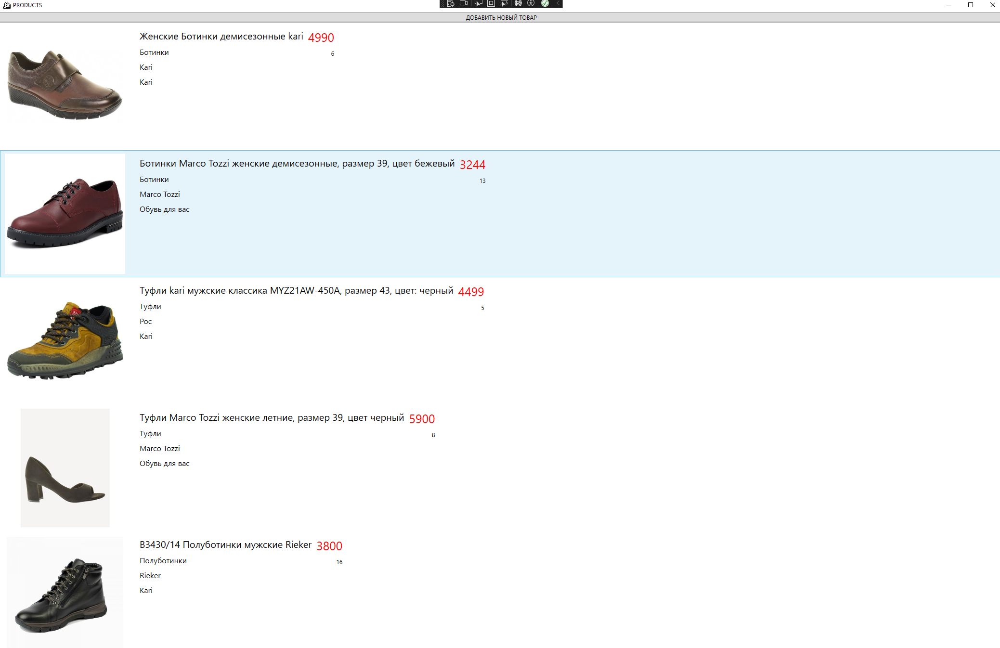 PRODUCTS
ДОБАВИТЬ НОВЫЙ ТОВАР
Женские Ботинки демисезонные kari 4990
Ботинки 6
Kari
Kari
Ботинки Marco Tozzi женские демисезонные, размер 39, цвет бежевый 3244
Ботинки 13
Marco Tozzi
Обувь для вас
Туфли kari мужские классика MYZ21AW-450A, размер 43, цвет: черный 4499
Туфли 5
Рос
Kari
Туфли Marco Tozzi женские летние, размер 39, цвет черный 5900
Туфли 8
Marco Tozzi
Обувь для вас
B3430/14 Полуботинки мужские Rieker 3800
Полуботинки 16
Rieker
Kari